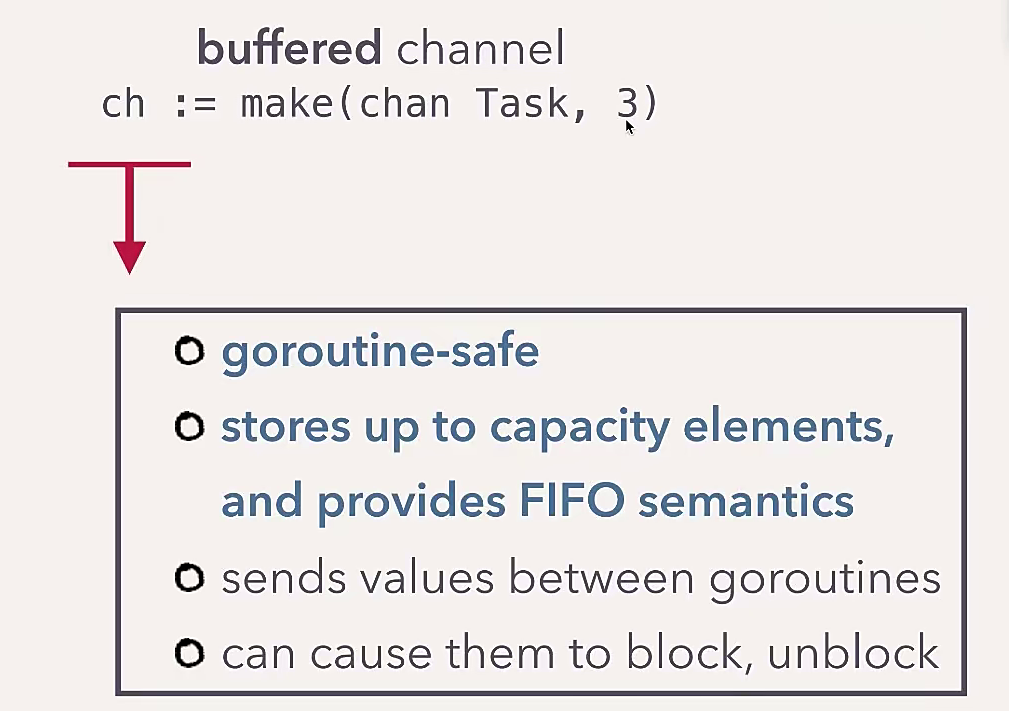 buffered channel
ch := make(chan Task, 3)
goroutine-safe
stores up to capacity elements,
and provides FIFO semantics
sends values between goroutines
can cause them to block, unblock